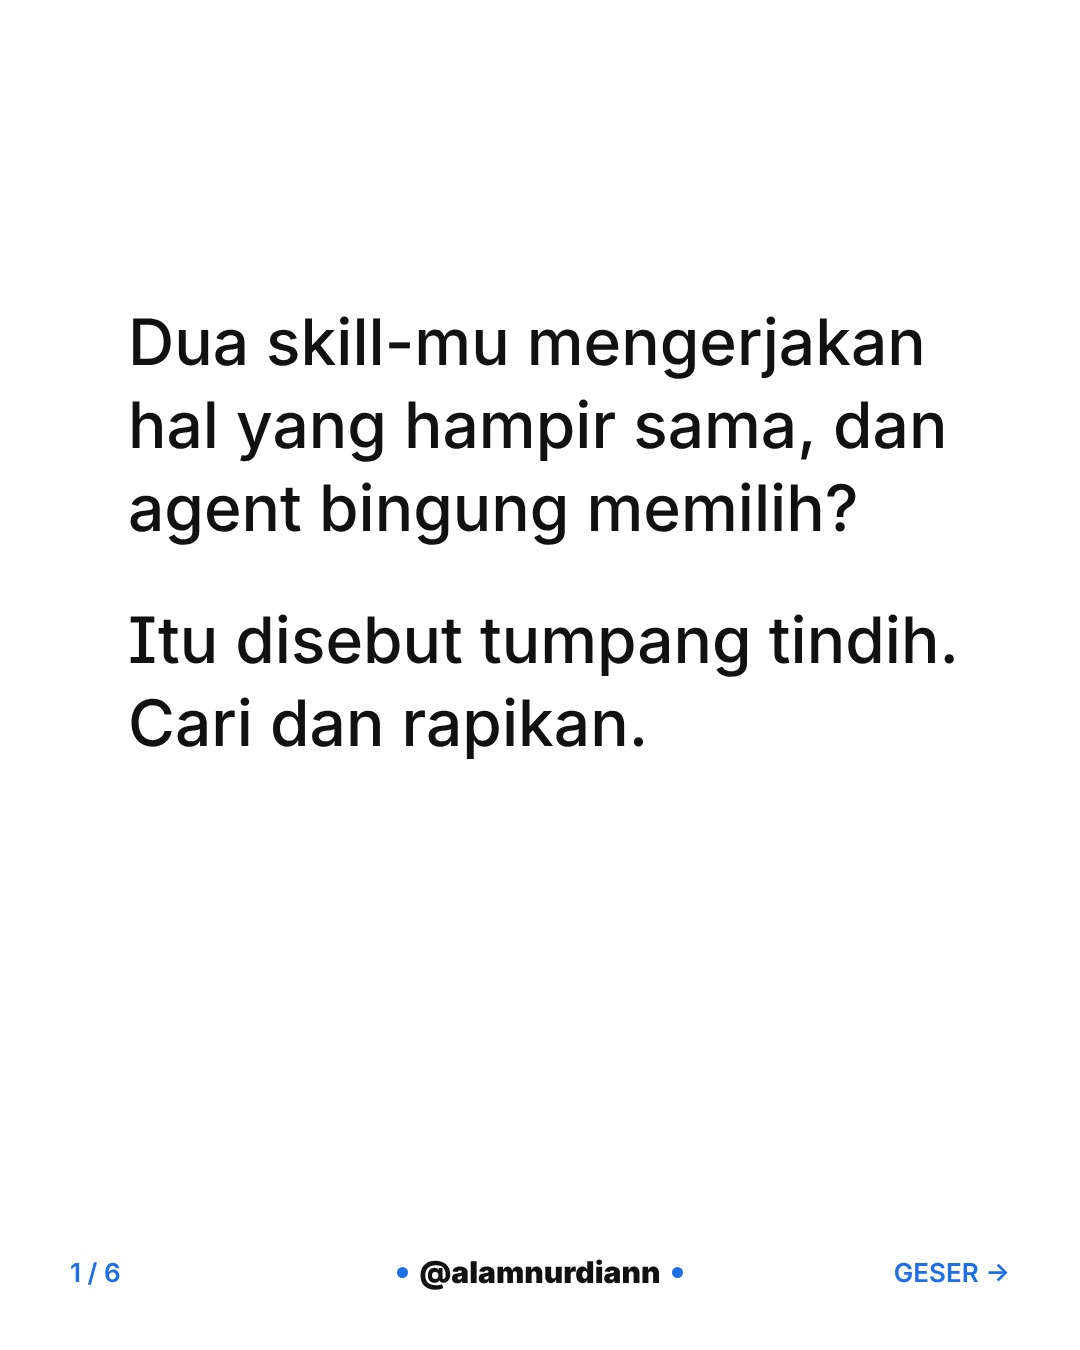 Dua skill-mu mengerjakan
hal yang hampir sama, dan
agent bingung memilih?
Itu disebut tumpang tindih.
Cari dan rapikan.
1 / 6
• @alamnurdiann •
GESER →